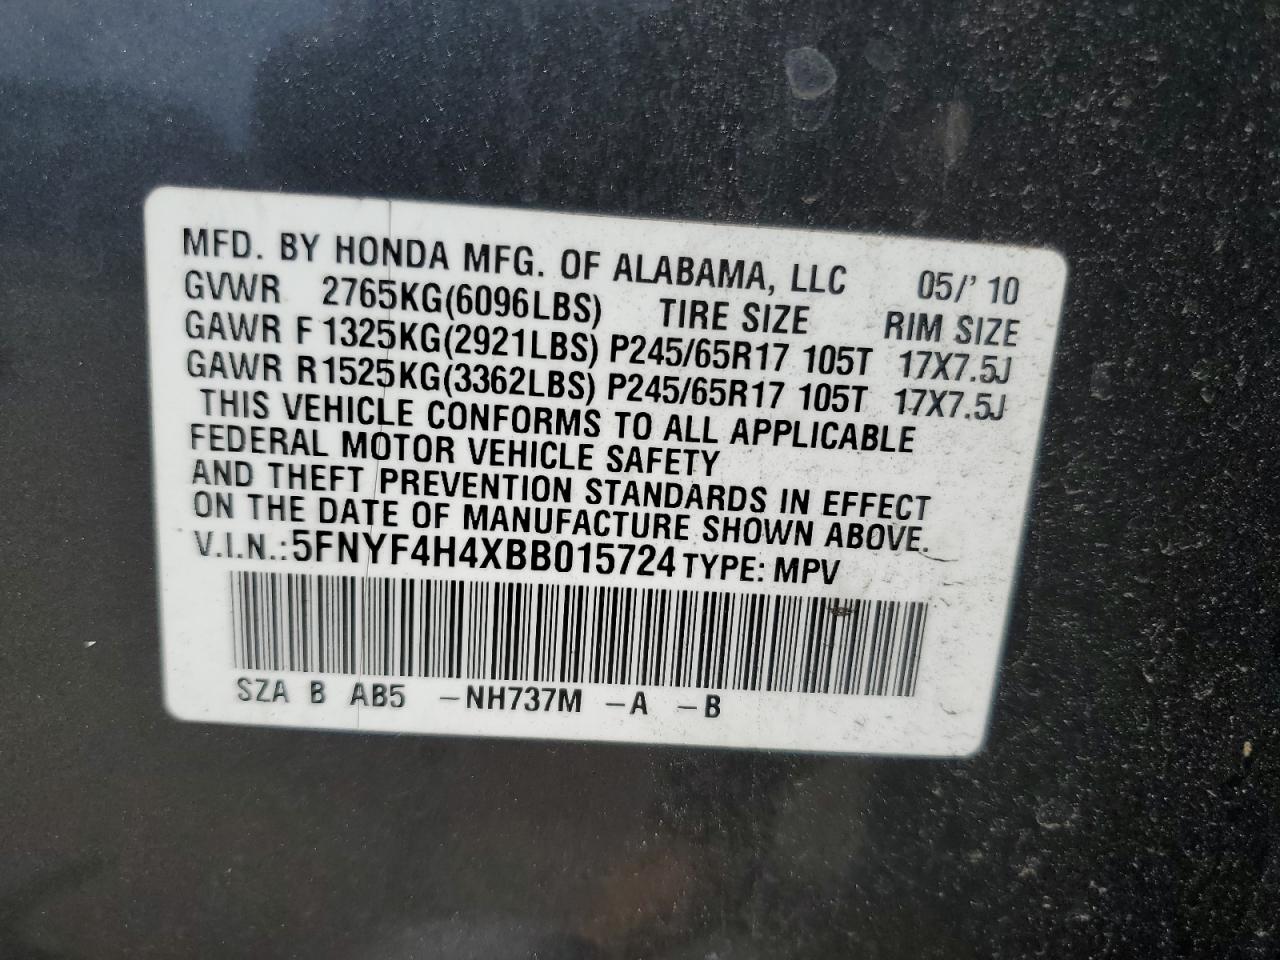 MFD. BY HONDA MFG. OF ALABAMA, LLC 05/' 10
GVWR 2765KG(6096LBS) TIRE SIZE RIM SIZE
GAWR F 1325KG(2921LBS) P245/65R17 105T 17X7.5J
GAWR R1525KG(3362LBS) P245/65R17 105T 17X7.5J
THIS VEHICLE CONFORMS TO ALL APPLICABLE
FEDERAL MOTOR VEHICLE SAFETY
AND THEFT PREVENTION STANDARDS IN EFFECT
ON THE DATE OF MANUFACTURE SHOWN ABOVE.
V.I.N.:5FNYF4H4XBB015724 TYPE: MPV
SZA B AB5 -NH737M -A -B